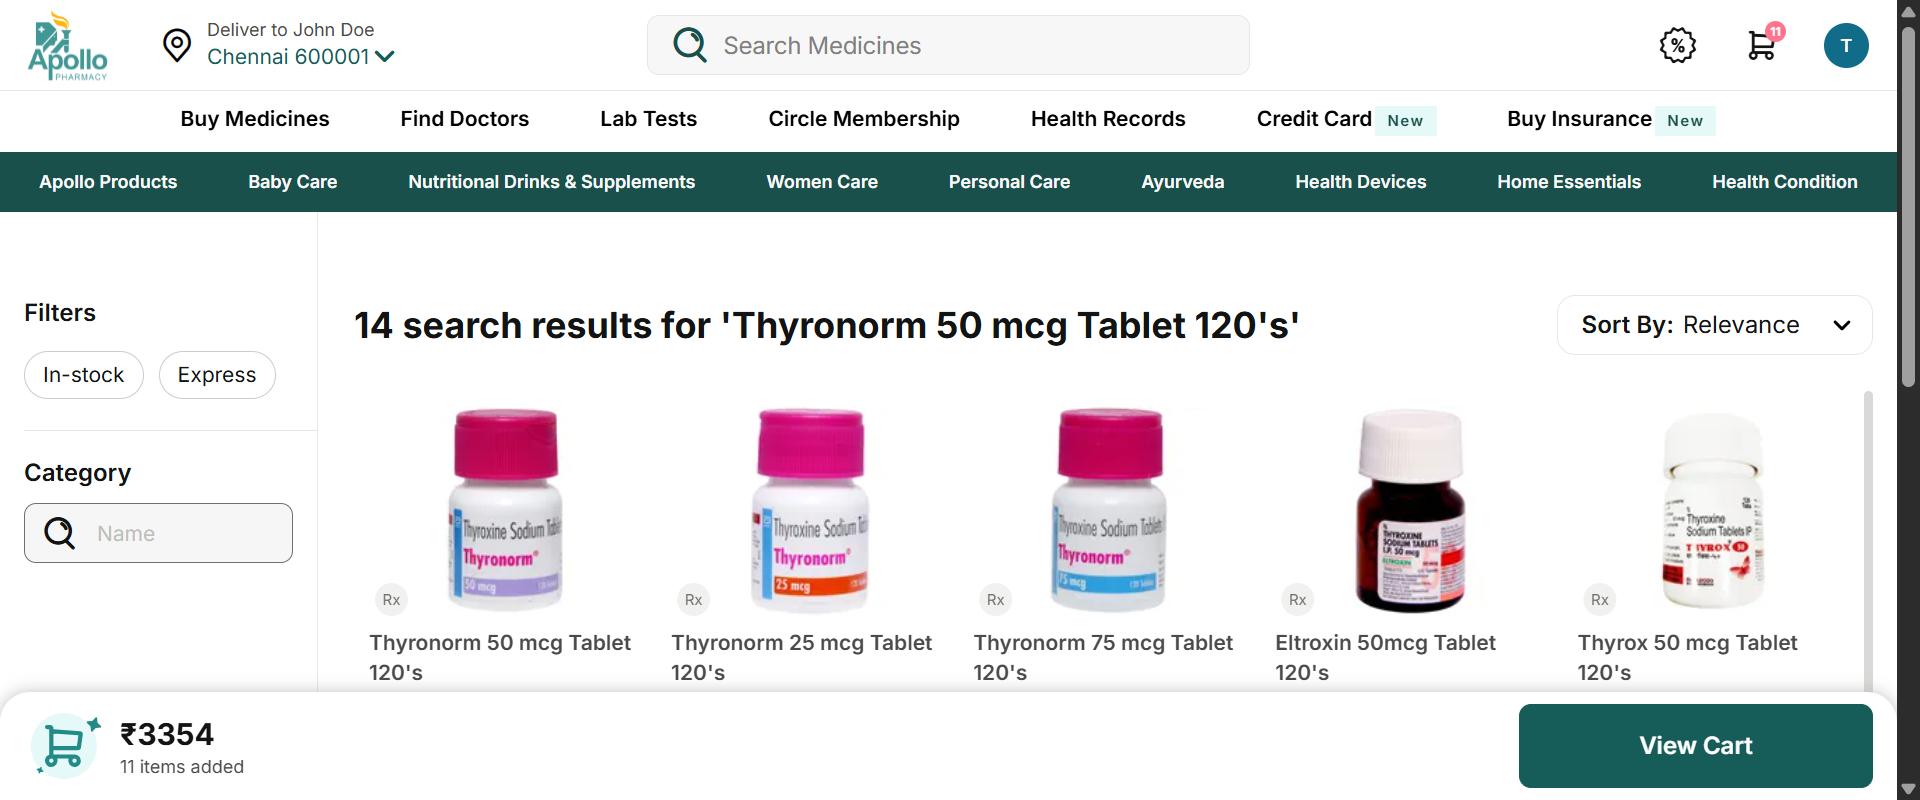 Apollo
PHARMACY
Deliver to John Doe
Chennai 600001
Search Medicines
11
T
Buy Medicines
Find Doctors
Lab Tests
Circle Membership
Health Records
Credit Card New
Buy Insurance New
Apollo Products
Baby Care
Nutritional Drinks & Supplements
Women Care
Personal Care
Ayurveda
Health Devices
Home Essentials
Health Condition
Filters
In-stock
Express
Category
Name
14 search results for 'Thyronorm 50 mcg Tablet 120's'
Sort By: Relevance
Thyroxine Sodium
Thyronorm®
50 mcg
Rx
Thyronorm 50 mcg Tablet
120's
Thyroxine Sodium
Thyronorm®
25 mcg
Rx
Thyronorm 25 mcg Tablet
120's
Thyroxine Sodium
Thyronorm®
75 mcg
Rx
Thyronorm 75 mcg Tablet
120's
THYROXINE
SODIUM TABLETS
I.P. 50 mcg
ELTROXIN
Rx
Eltroxin 50mcg Tablet
120's
Thyroxine
Sodium Tablets IP
Rx
Thyrox 50 mcg Tablet
120's
₹3354
11 items added
View Cart